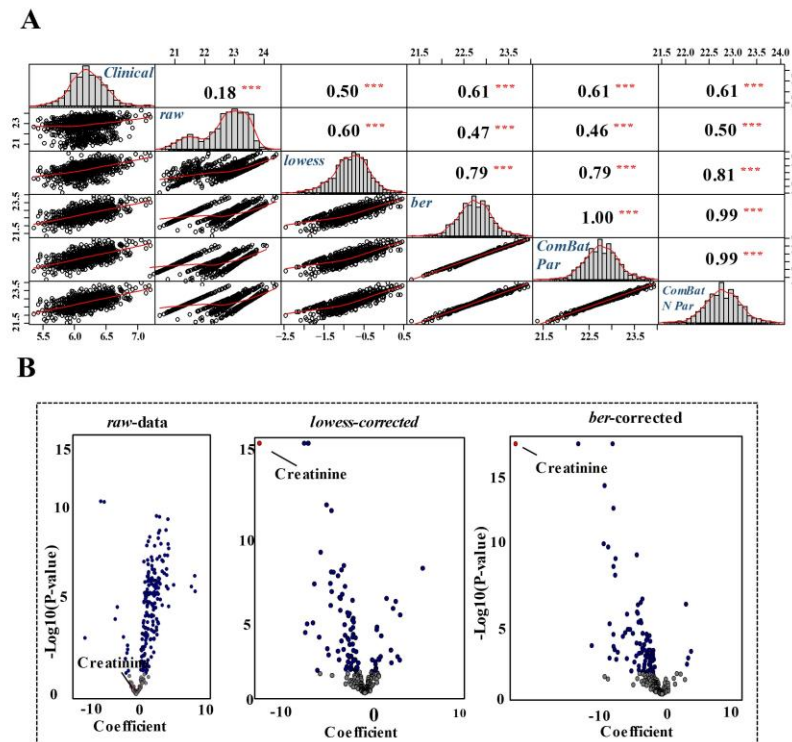 A
21 22 23 24
21.5 22.5 23.5
21.5 22.0 22.5 23.0 23.5 24.0
Clinical
0.18 ***
0.50 ***
0.61 ***
0.61 ***
0.61 ***
21 23
raw
0.60 ***
0.47 ***
0.46 ***
0.50 ***
lowess
0.79 ***
0.79 ***
0.81 ***
21.5 23.5
ber
1.00 ***
0.99 ***
ComBat
Par
0.99 ***
21.5 23.5
ComBat
N Par
5.5 6.0 6.5 7.0
-2.5 -1.5 -0.5 0.5
21.5 22.5 23.5
B
raw-data
lowess-corrected
ber-corrected
-Log10(P-value)
15
10
5
0
Creatinine
-10 0 10
Coefficient
15
10
5
0
Creatinine
-10 0 10
Coefficient
-Log10(P-value)
15
10
5
0
Creatinine
-10 0 10
Coefficient